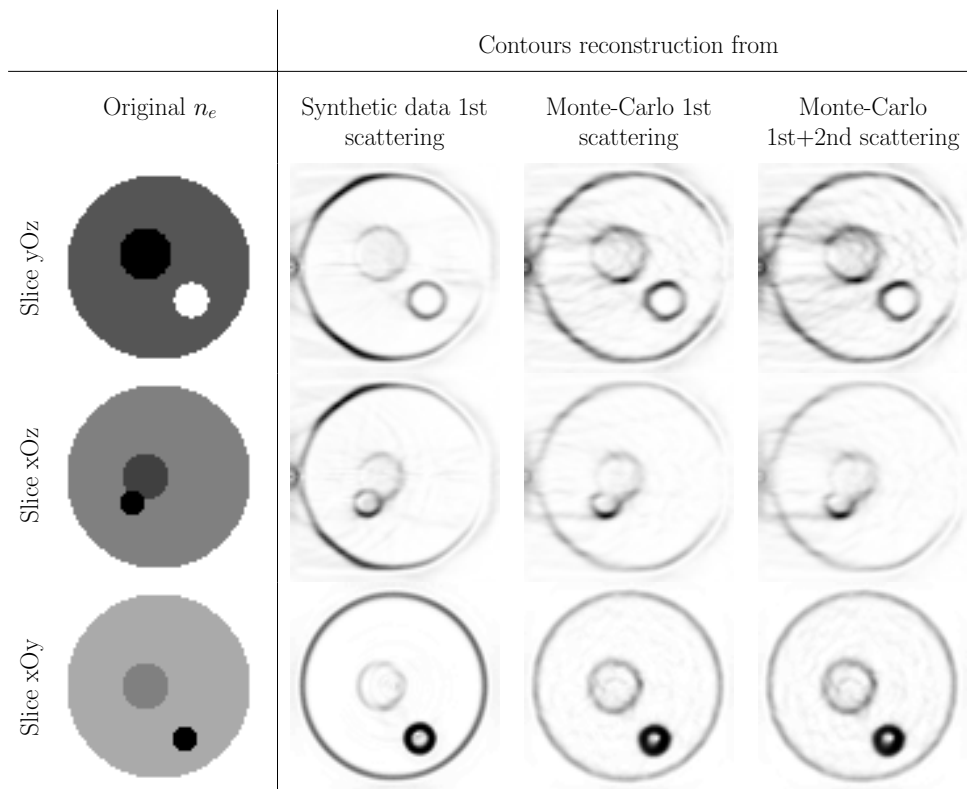 Contours reconstruction from
Original nₑ
Synthetic data 1st
scattering
Monte-Carlo 1st
scattering
Monte-Carlo
1st+2nd scattering
Slice yOz
Slice xOz
Slice xOy